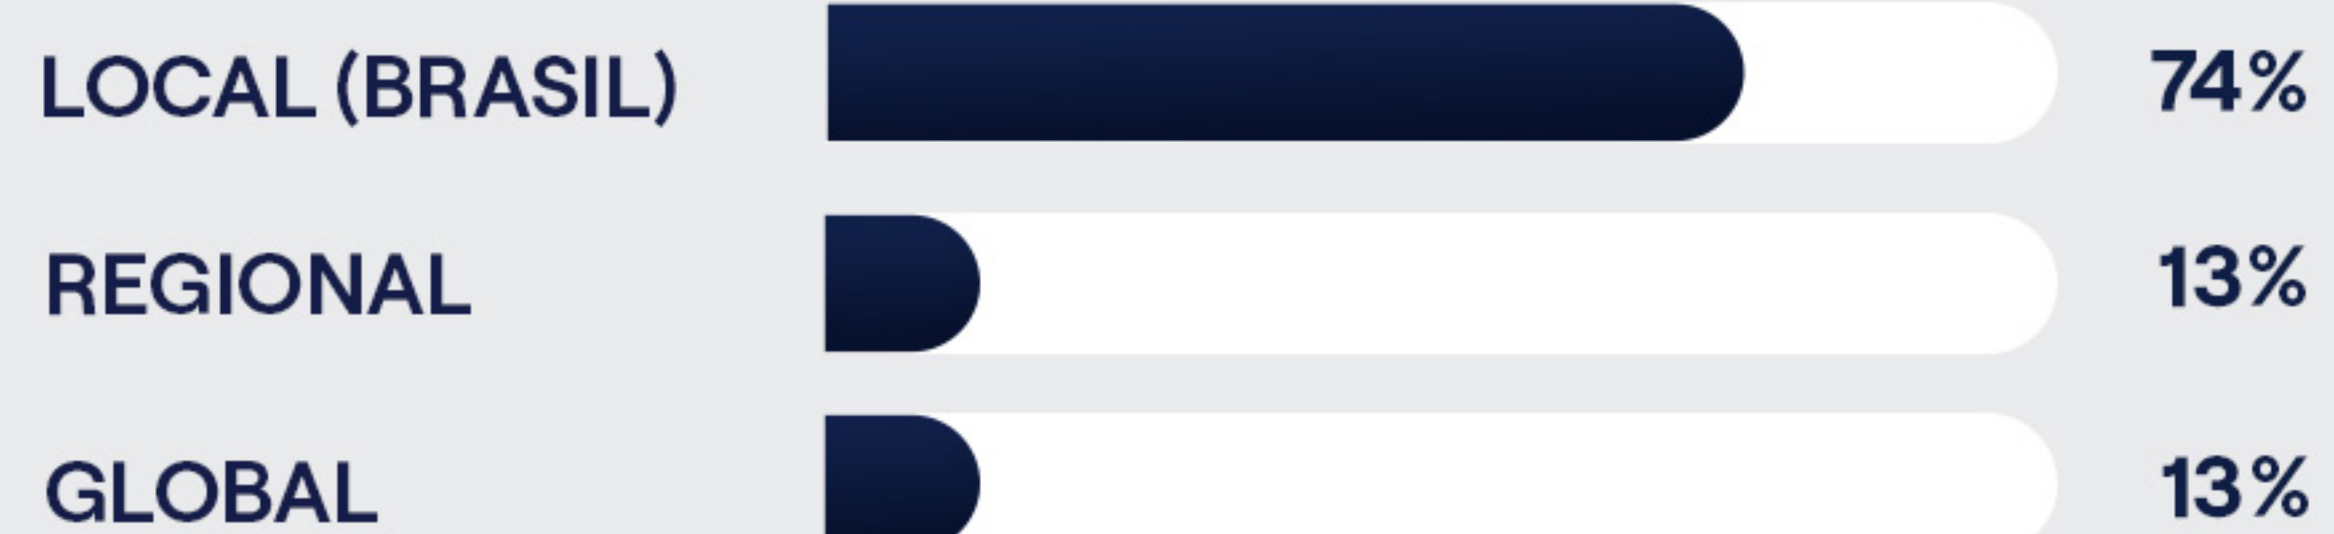 LOCAL (BRASIL) 74%
REGIONAL 13%
GLOBAL 13%